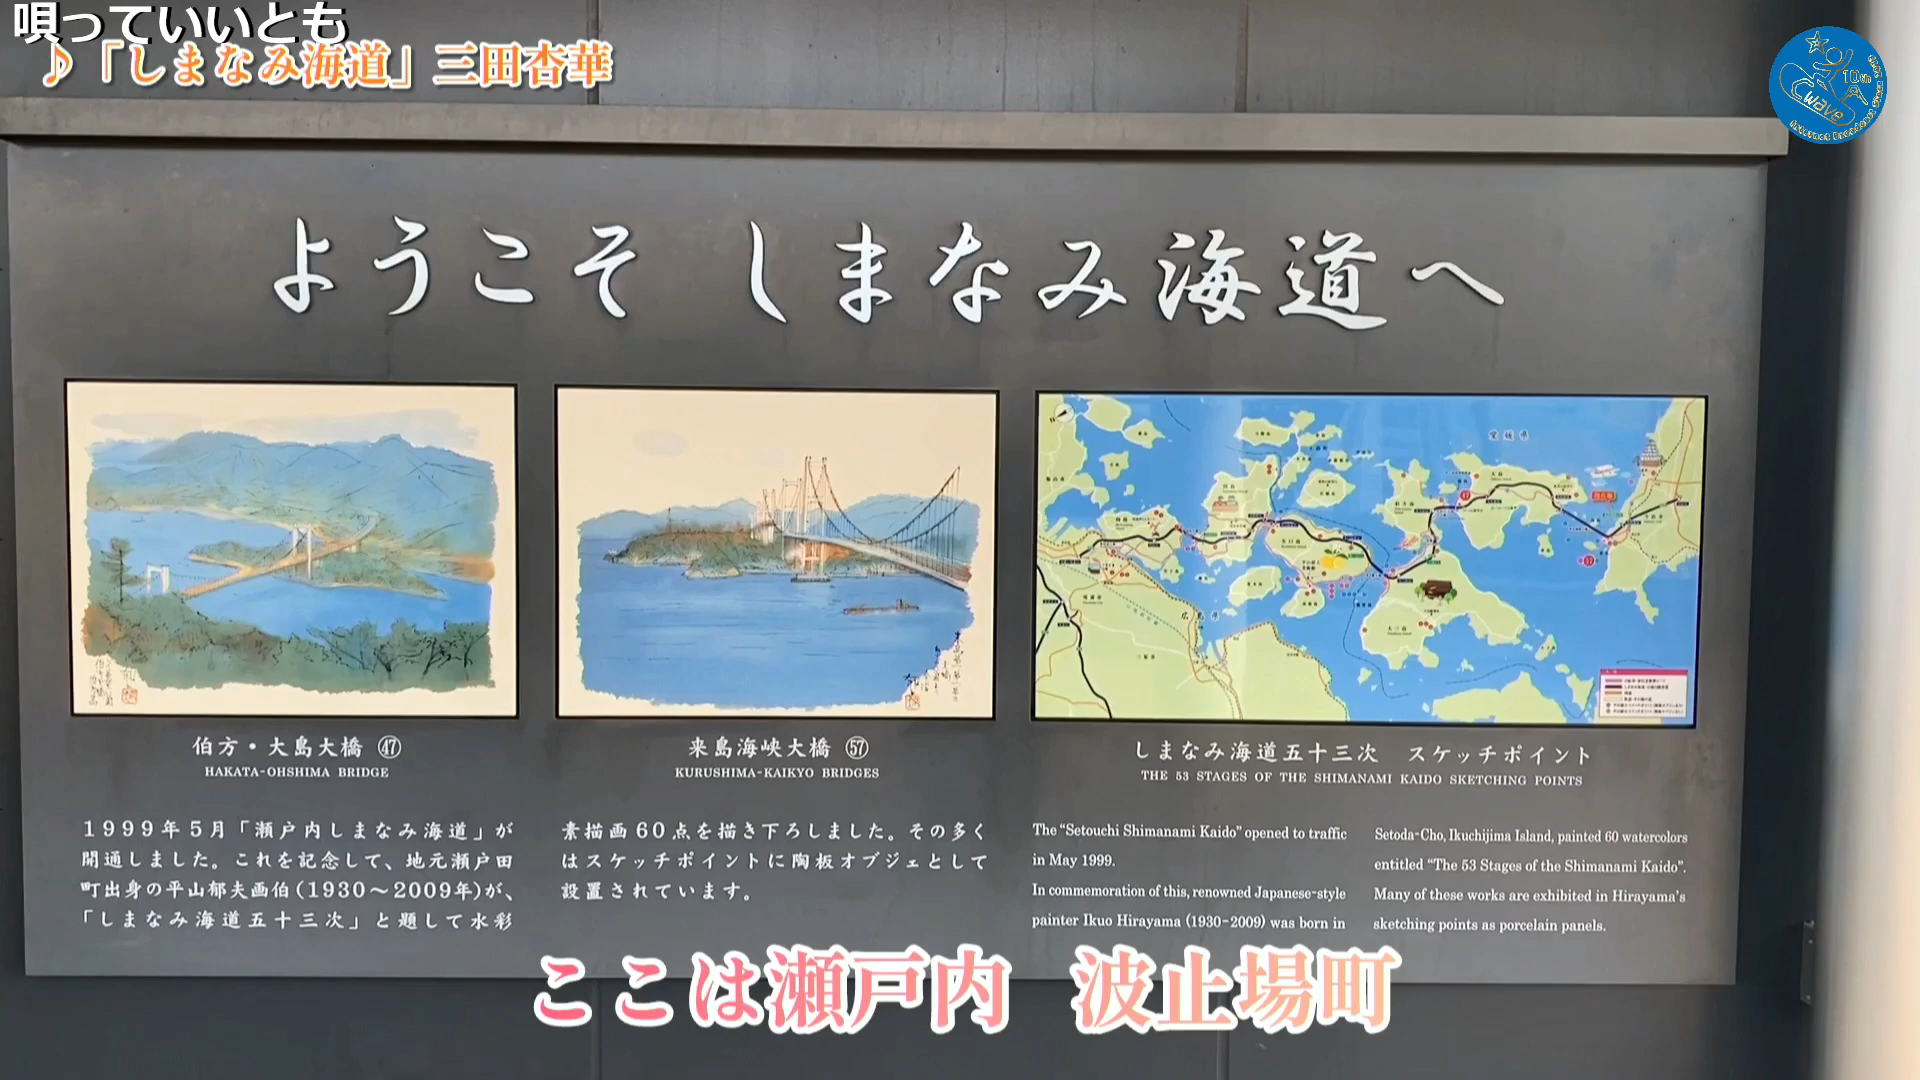 唄っていいとも
♪「しまなみ海道」三田杏華
10th
Cwave
ようこそ しまなみ海道へ
愛媛県
広島県
伯方・大島大橋 ㊼
HAKATA-OHSHIMA BRIDGE
来島海峡大橋 57
KURUSHIMA-KAIKYO BRIDGES
しまなみ海道五十三次 スケッチポイント
THE 53 STAGES OF THE SHIMANAMI KAIDO SKETCHING POINTS
1999年5月「瀬戸内しまなみ海道」が
開通しました。これを記念して、地元瀬戸田
町出身の平山郁夫画伯(1930〜2009年)が、
「しまなみ海道五十三次」と題して水彩
素描画60点を描き下ろしました。その多く
はスケッチポイントに陶板オブジェとして
設置されています。
The “Setouchi Shimanami Kaido” opened to traffic
in May 1999.
In commemoration of this, renowned Japanese-style
painter Ikuo Hirayama (1930-2009) was born in
Setoda-Cho, Ikuchijima Island, painted 60 watercolors
entitled “The 53 Stages of the Shimanami Kaido”.
Many of these works are exhibited in Hirayama’s
sketching points as porcelain panels.
ここは瀬戸内 波止場町